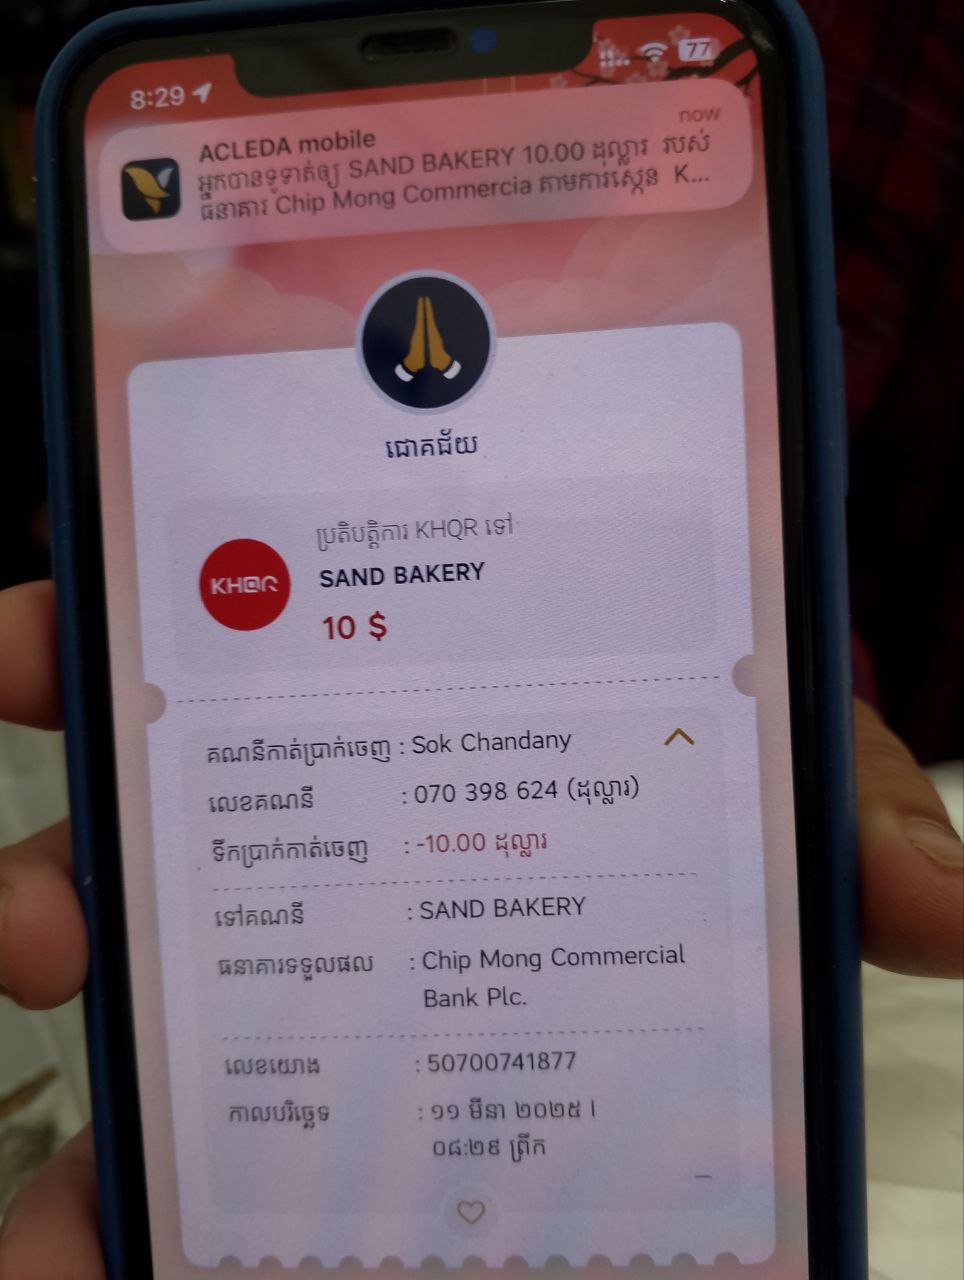 8:29
77
ACLEDA mobile
now
អ្នកបានទូទាត់ឲ្យ SAND BAKERY 10.00 ដុល្លារ របស់
ធនាគារ Chip Mong Commercia តាមការស្កេន K...
ជោគជ័យ
ប្រតិបត្តិការ KHQR ទៅ
KHQR
SAND BAKERY
10 $
គណនីកាត់ប្រាក់ចេញ : Sok Chandany
លេខគណនី : 070 398 624 (ដុល្លារ)
ទឹកប្រាក់កាត់ចេញ : -10.00 ដុល្លារ
ទៅគណនី : SAND BAKERY
ធនាគារទទួលផល : Chip Mong Commercial
Bank Plc.
លេខយោង : 50700741877
កាលបរិច្ឆេទ : ១១ មីនា ២០២៥ |
០៨:២៩ ព្រឹក